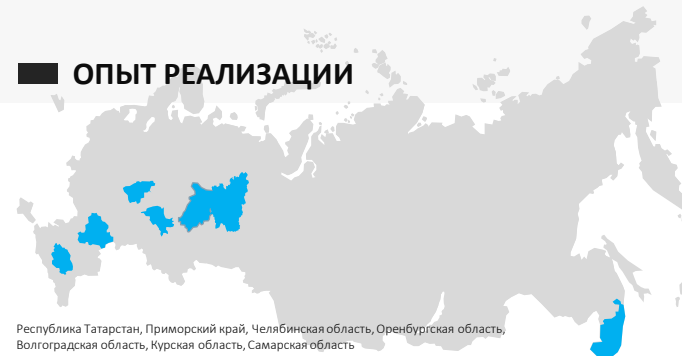 ОПЫТ РЕАЛИЗАЦИИ
Республика Татарстан, Приморский край, Челябинская область, Оренбургская область,
Волгоградская область, Курская область, Самарская область